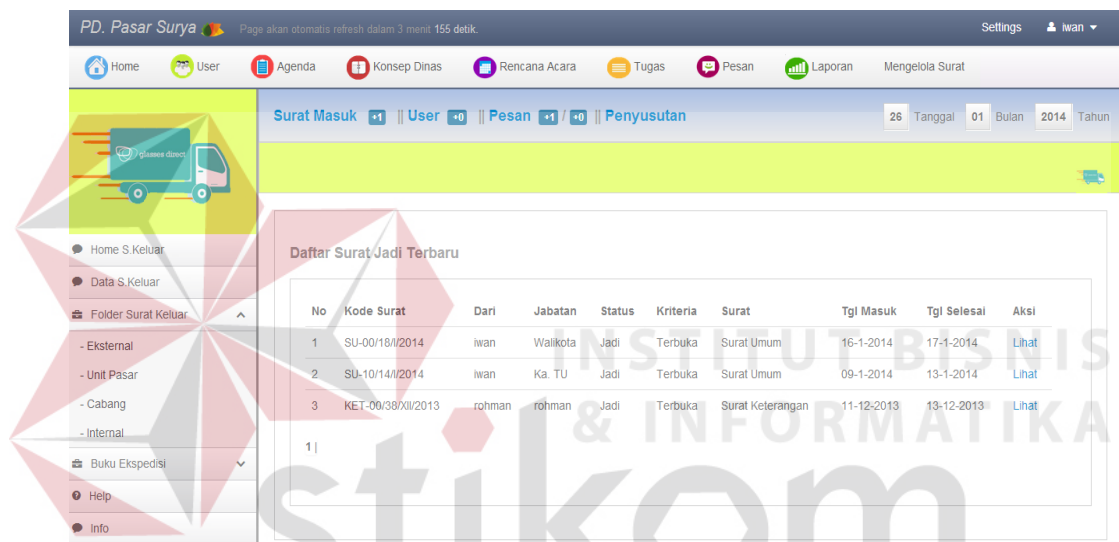 PD. Pasar Surya Page akan otomatis refresh dalam 3 menit 155 detik. Settings iwan
Home User Agenda Konsep Dinas Rencana Acara Tugas Pesan Laporan Mengelola Surat
Surat Masuk +1 || User +0 || Pesan +1 / +0 || Penyusutan 26 Tanggal 01 Bulan 2014 Tahun
glasses direct
Home S.Keluar
Data S.Keluar
Folder Surat Keluar
- Eksternal
- Unit Pasar
- Cabang
- Internal
Buku Ekspedisi
Help
Info
Daftar Surat Jadi Terbaru
No Kode Surat Dari Jabatan Status Kriteria Surat Tgl Masuk Tgl Selesai Aksi
1 SU-00/18/I/2014 iwan Walikota Jadi Terbuka Surat Umum 16-1-2014 17-1-2014 Lihat
2 SU-10/14/I/2014 iwan Ka. TU Jadi Terbuka Surat Umum 09-1-2014 13-1-2014 Lihat
3 KET-00/38/XII/2013 rohman rohman Jadi Terbuka Surat Keterangan 11-12-2013 13-12-2013 Lihat
1 |
INSTITUT BISNIS
& INFORMATIKA
stikom